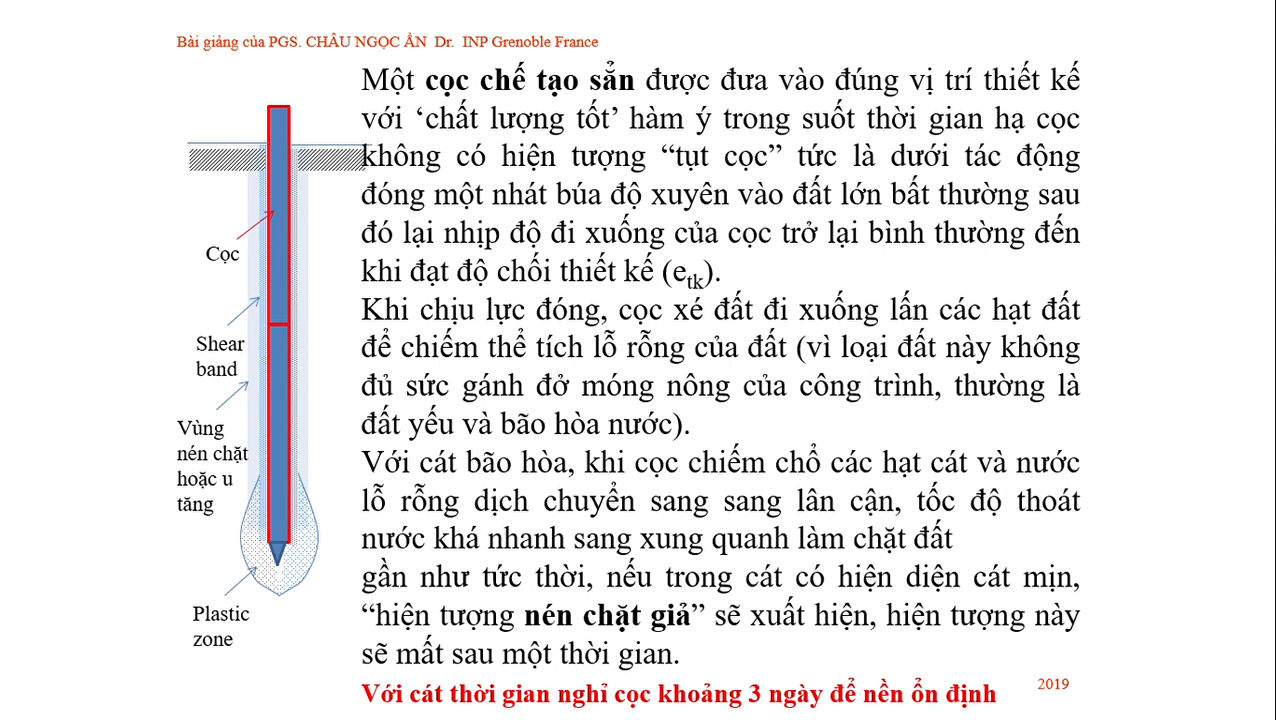 Bài giảng của PGS. CHÂU NGỌC ẨN Dr. INP Grenoble France
Một cọc chế tạo sẳn được đưa vào đúng vị trí thiết kế
với ‘chất lượng tốt’ hàm ý trong suốt thời gian hạ cọc
không có hiện tượng “tụt cọc” tức là dưới tác động
đóng một nhát búa độ xuyên vào đất lớn bất thường sau
đó lại nhịp độ đi xuống của cọc trở lại bình thường đến
khi đạt độ chối thiết kế (etk).
Khi chịu lực đóng, cọc xé đất đi xuống lấn các hạt đất
để chiếm thể tích lỗ rỗng của đất (vì loại đất này không
đủ sức gánh đở móng nông của công trình, thường là
đất yếu và bão hòa nước).
Với cát bão hòa, khi cọc chiếm chổ các hạt cát và nước
lỗ rỗng dịch chuyển sang sang lân cận, tốc độ thoát
nước khá nhanh sang xung quanh làm chặt đất
gần như tức thời, nếu trong cát có hiện diện cát mịn,
“hiện tượng nén chặt giả” sẽ xuất hiện, hiện tượng này
sẽ mất sau một thời gian.
Với cát thời gian nghỉ cọc khoảng 3 ngày để nền ổn định
Cọc
Shear
band
Vùng
nén chặt
hoặc u
tăng
Plastic
zone
2019